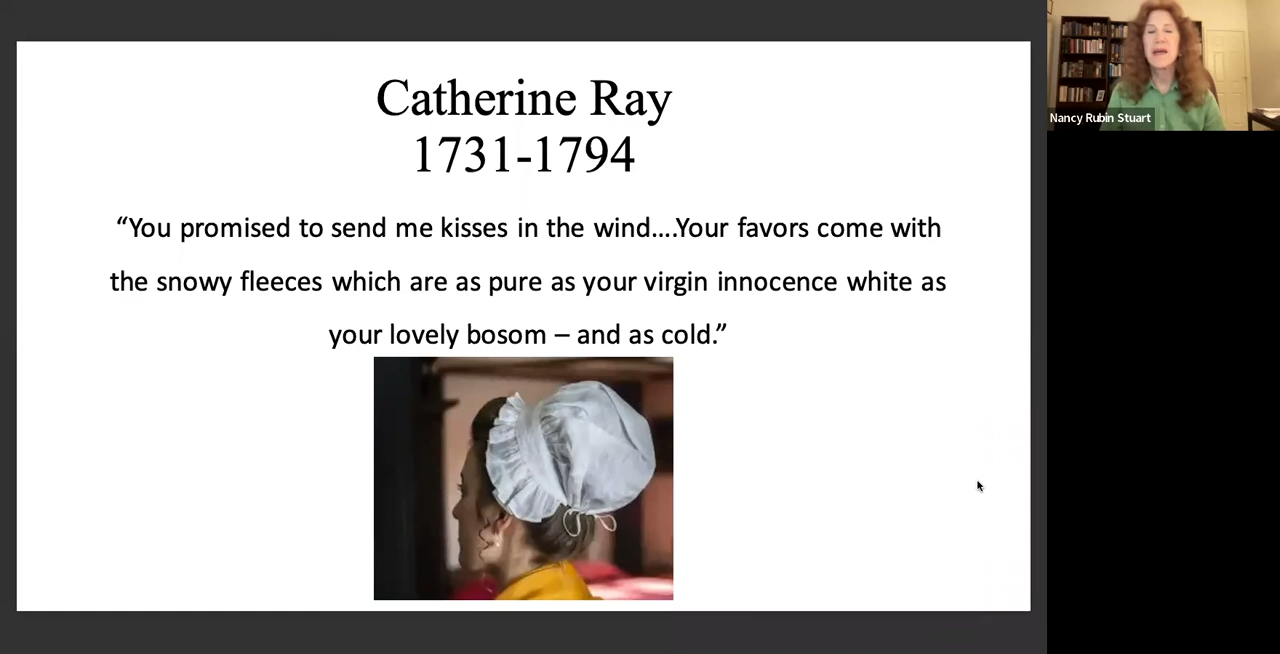 Catherine Ray
1731-1794
“You promised to send me kisses in the wind....Your favors come with
the snowy fleeces which are as pure as your virgin innocence white as
your lovely bosom – and as cold.”
Nancy Rubin Stuart